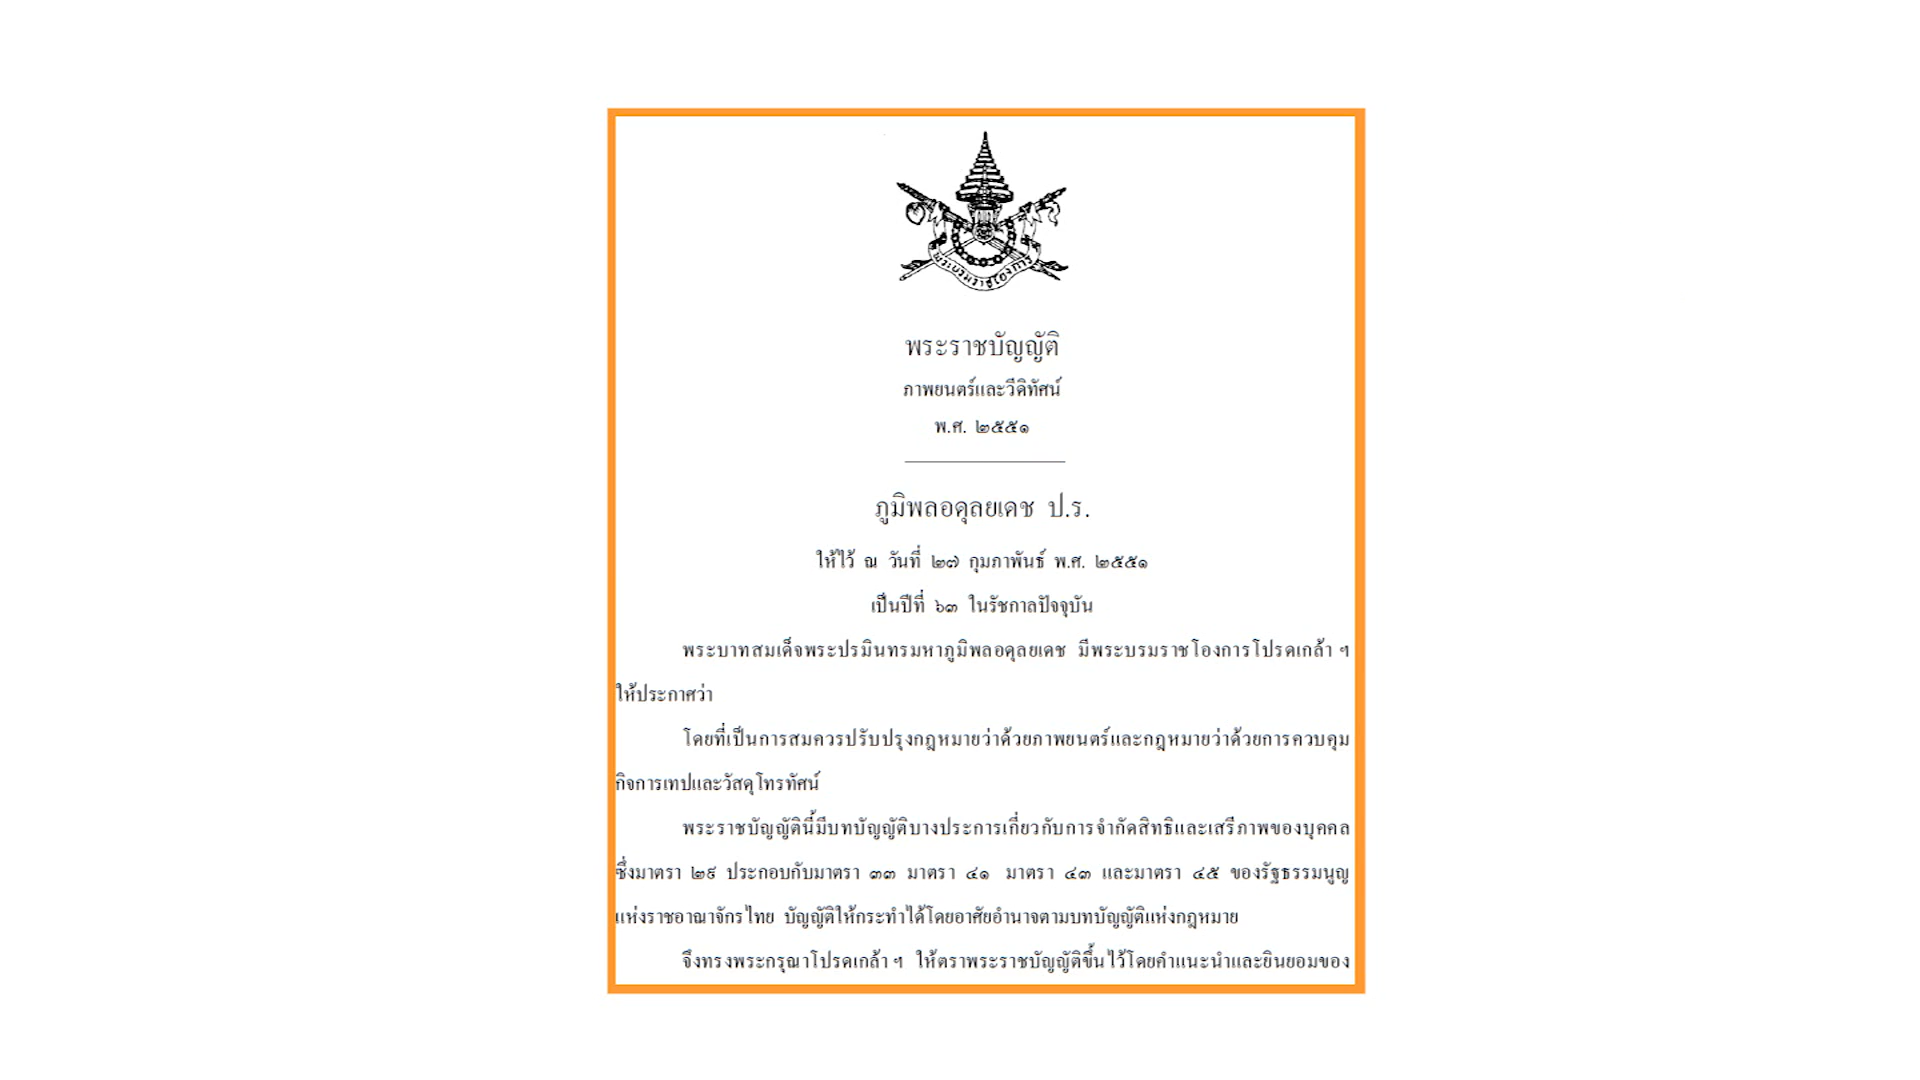 พระบรมราชโองการ
พระราชบัญญัติ
ภาพยนตร์และวีดิทัศน์
พ.ศ. ๒๕๕๑
ภูมิพลอดุลยเดช ป.ร.
ให้ไว้ ณ วันที่ ๒๗ กุมภาพันธ์ พ.ศ. ๒๕๕๑
เป็นปีที่ ๖๓ ในรัชกาลปัจจุบัน
พระบาทสมเด็จพระปรมินทรมหาภูมิพลอดุลยเดช มีพระบรมราชโองการโปรดเกล้า ฯ
ให้ประกาศว่า
โดยที่เป็นการสมควรปรับปรุงกฎหมายว่าด้วยภาพยนตร์และกฎหมายว่าด้วยการควบคุม
กิจการเทปและวัสดุโทรทัศน์
พระราชบัญญัตินี้มีบทบัญญัติบางประการเกี่ยวกับการจำกัดสิทธิและเสรีภาพของบุคคล
ซึ่งมาตรา ๒๙ ประกอบกับมาตรา ๓๓ มาตรา ๔๑ มาตรา ๔๓ และมาตรา ๔๕ ของรัฐธรรมนูญ
แห่งราชอาณาจักรไทย บัญญัติให้กระทำได้โดยอาศัยอำนาจตามบทบัญญัติแห่งกฎหมาย
จึงทรงพระกรุณาโปรดเกล้า ฯ ให้ตราพระราชบัญญัติขึ้นไว้โดยคำแนะนำและยินยอมของ